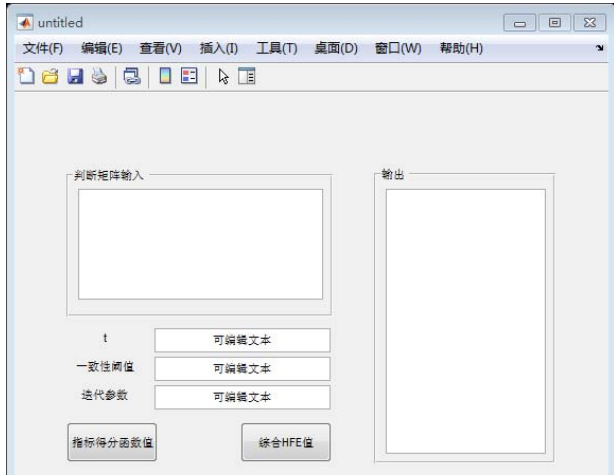 untitled
文件(F) 编辑(E) 查看(V) 插入(I) 工具(T) 桌面(D) 窗口(W) 帮助(H)
判断矩阵输入
输出
t
可编辑文本
一致性阈值
可编辑文本
迭代参数
可编辑文本
指标得分函数值
综合HFE值